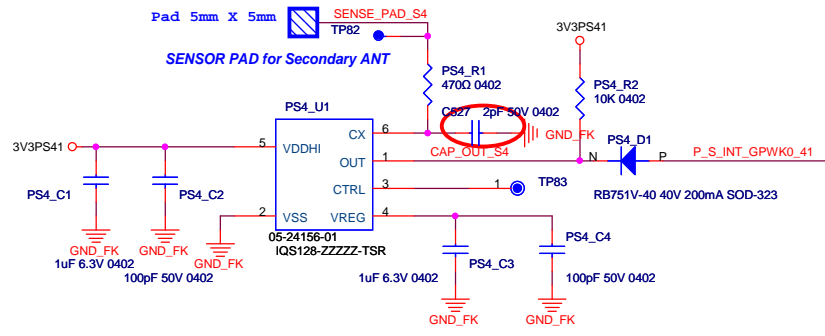 Pad 5mm X 5mm
SENSE_PAD_S4
TP82
SENSOR PAD for Secondary ANT
3V3PS41
PS4_R1
470Ω 0402
PS4_R2
10K 0402
PS4_U1
C527 2pF 50V 0402
3V3PS41
5
VDDHI
CX
6
GND_FK
CAP_OUT_S4
OUT
1
PS4_D1
N
P
P_S_INT_GPWK0_41
PS4_C1
PS4_C2
CTRL
3
1
TP83
RB751V-40 40V 200mA SOD-323
2
VSS
VREG
4
05-24156-01
IQS128-ZZZZZ-TSR
GND_FK
GND_FK
GND_FK
1uF 6.3V 0402
100pF 50V 0402
PS4_C3
PS4_C4
1uF 6.3V 0402
100pF 50V 0402
GND_FK
GND_FK